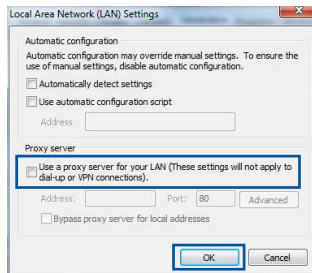 Local Area Network (LAN) Settings
Automatic configuration
Automatic configuration may override manual settings. To ensure the
use of manual settings, disable automatic configuration.
Automatically detect settings
Use automatic configuration script
Address
Proxy server
Use a proxy server for your LAN (These settings will not apply to
dial-up or VPN connections).
Address: Port: 80 Advanced
Bypass proxy server for local addresses
OK Cancel